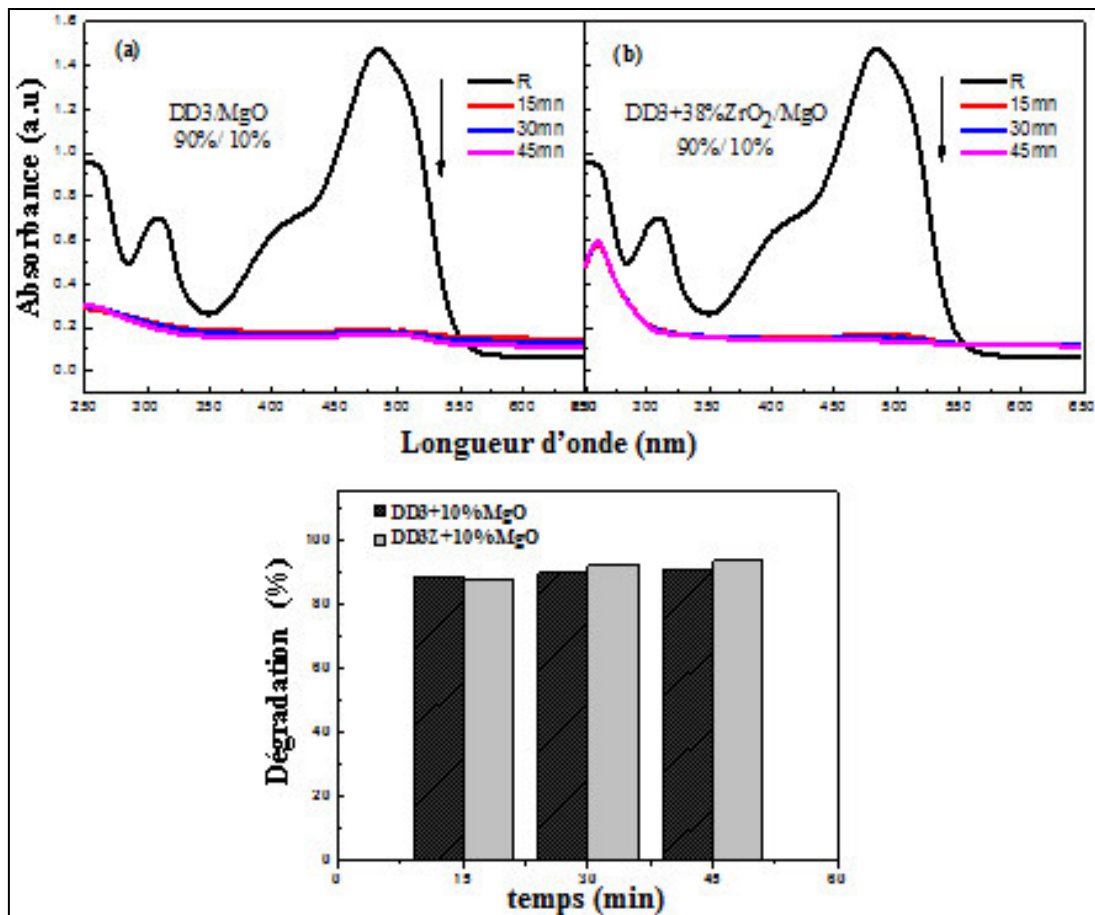 (a)
DD3/MgO
90%/ 10%
R
15mn
30mn
45mn
(b)
DD3+38%ZrO2/MgO
90%/ 10%
R
15mn
30mn
45mn
Absorbance (a.u)
1.6
1.4
1.2
1.0
0.8
0.6
0.4
0.2
0.0
250 300 350 400 450 500 550 600 300 350 400 450 500 550 600 650
Longueur d'onde (nm)
DD3+10%MgO
DD3Z+10%MgO
Dégradation (%)
100
80
60
40
20
0
0 15 30 45 60
temps (min)